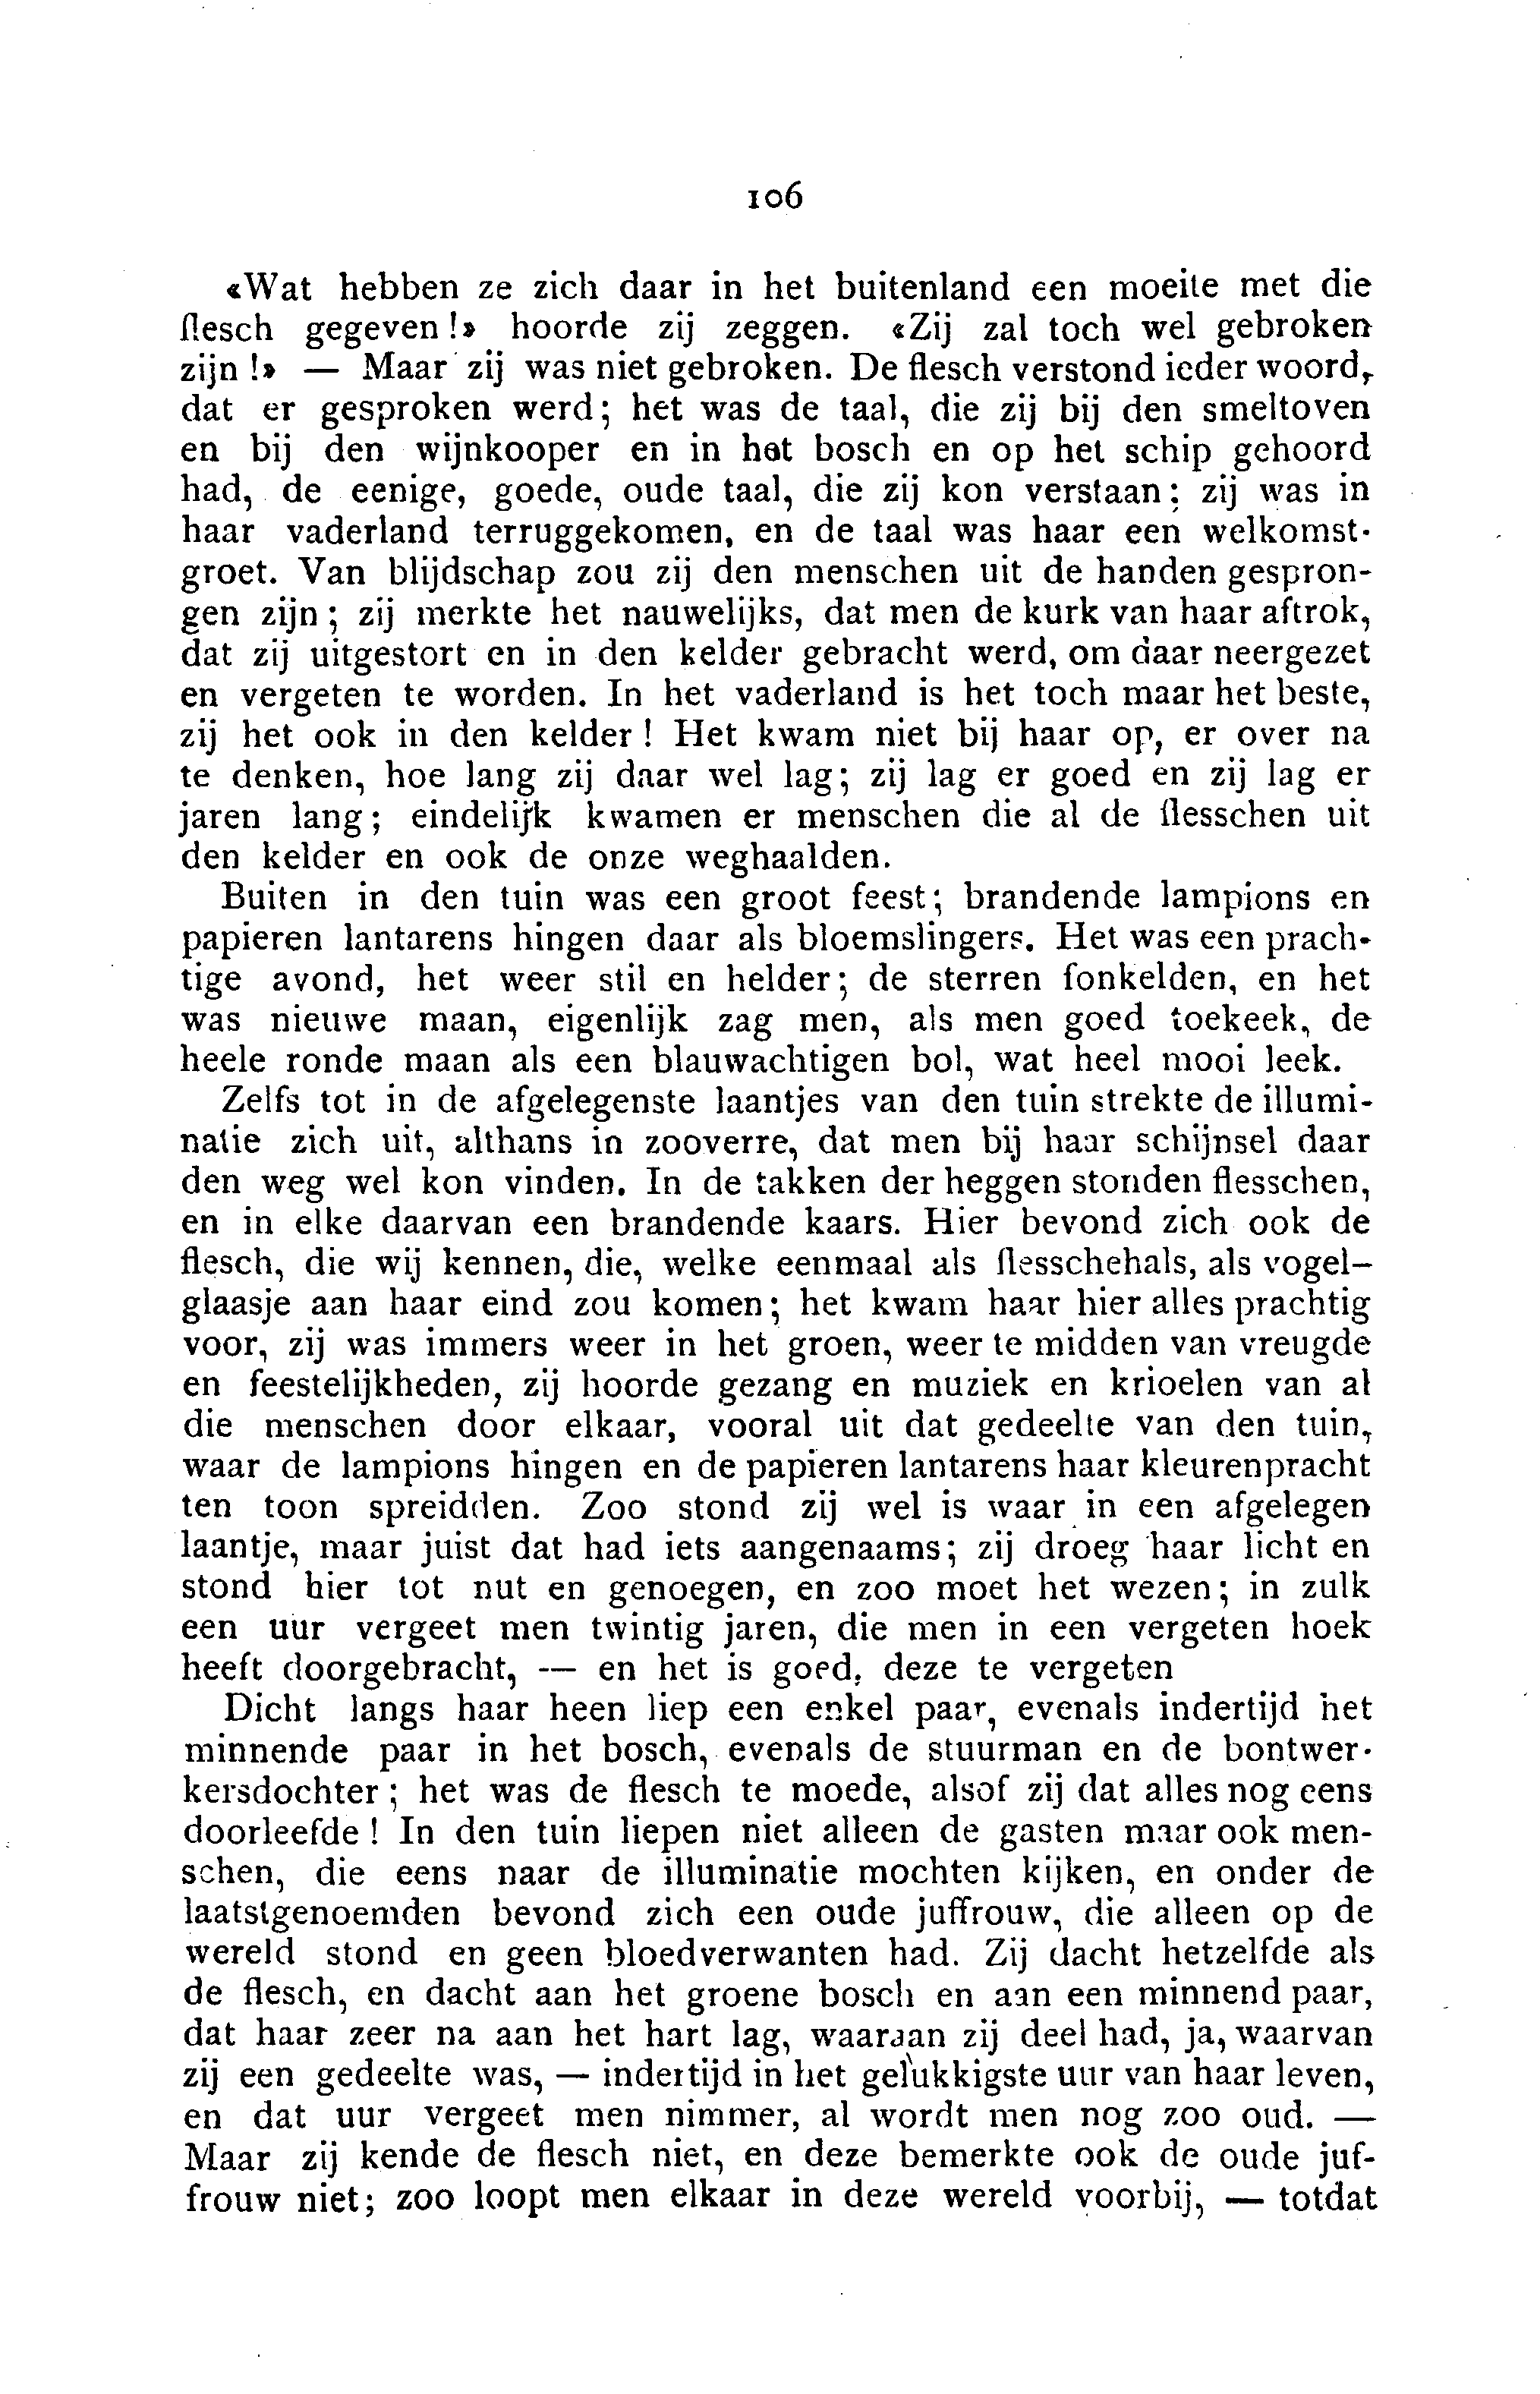 106
«Wat hebben ze zich daar in het buitenland een moeite met die
flesch gegeven!» hoorde zij zeggen. «Zij zal toch wel gebroken
zijn!» — Maar zij was niet gebroken. De flesch verstond ieder woord,
dat er gesproken werd; het was de taal, die zij bij den smeltoven
en bij den wijnkooper en in het bosch en op het schip gehoord
had, de eenige, goede, oude taal, die zij kon verstaan; zij was in
haar vaderland terruggekomen, en de taal was haar een welkomst-
groet. Van blijdschap zou zij den menschen uit de handen gespron-
gen zijn; zij merkte het nauwelijks, dat men de kurk van haar aftrok,
dat zij uitgestort en in den kelder gebracht werd, om daar neergezet
en vergeten te worden. In het vaderland is het toch maar het beste,
zij het ook in den kelder! Het kwam niet bij haar op, er over na
te denken, hoe lang zij daar wel lag; zij lag er goed en zij lag er
jaren lang; eindelijk kwamen er menschen die al de flesschen uit
den kelder en ook de onze weghaalden.
Buiten in den tuin was een groot feest; brandende lampions en
papieren lantarens hingen daar als bloemslingers. Het was een prach-
tige avond, het weer stil en helder; de sterren fonkelden, en het
was nieuwe maan, eigenlijk zag men, als men goed toekeek, de
heele ronde maan als een blauwachtigen bol, wat heel mooi leek.
Zelfs tot in de afgelegenste laantjes van den tuin strekte de illumi-
natie zich uit, althans in zooverre, dat men bij haar schijnsel daar
den weg wel kon vinden. In de takken der heggen stonden flesschen,
en in elke daarvan een brandende kaars. Hier bevond zich ook de
flesch, die wij kennen, die, welke eenmaal als flesschehals, als vogel-
glaasje aan haar eind zou komen; het kwam haar hier alles prachtig
voor, zij was immers weer in het groen, weer te midden van vreugde
en feestelijkheden, zij hoorde gezang en muziek en krioelen van al
die menschen door elkaar, vooral uit dat gedeelte van den tuin,
waar de lampions hingen en de papieren lantarens haar kleurenpracht
ten toon spreidden. Zoo stond zij wel is waar in een afgelegen
laantje, maar juist dat had iets aangenaams; zij droeg haar licht en
stond hier tot nut en genoegen, en zoo moet het wezen; in zulk
een uur vergeet men twintig jaren, die men in een vergeten hoek
heeft doorgebracht, — en het is goed, deze te vergeten
Dicht langs haar heen liep een enkel paar, evenals indertijd het
minnende paar in het bosch, evenals de stuurman en de bontwer-
kersdochter; het was de flesch te moede, alsof zij dat alles nog eens
doorleefde! In den tuin liepen niet alleen de gasten maar ook men-
schen, die eens naar de illuminatie mochten kijken, en onder de
laatstgenoemden bevond zich een oude juffrouw, die alleen op de
wereld stond en geen bloedverwanten had. Zij dacht hetzelfde als
de flesch, en dacht aan het groene bosch en aan een minnend paar,
dat haar zeer na aan het hart lag, waaraan zij deel had, ja, waarvan
zij een gedeelte was, — indertijd in het gelukkigste uur van haar leven,
en dat uur vergeet men nimmer, al wordt men nog zoo oud. —
Maar zij kende de flesch niet, en deze bemerkte ook de oude juf-
frouw niet; zoo loopt men elkaar in deze wereld voorbij, — totdat